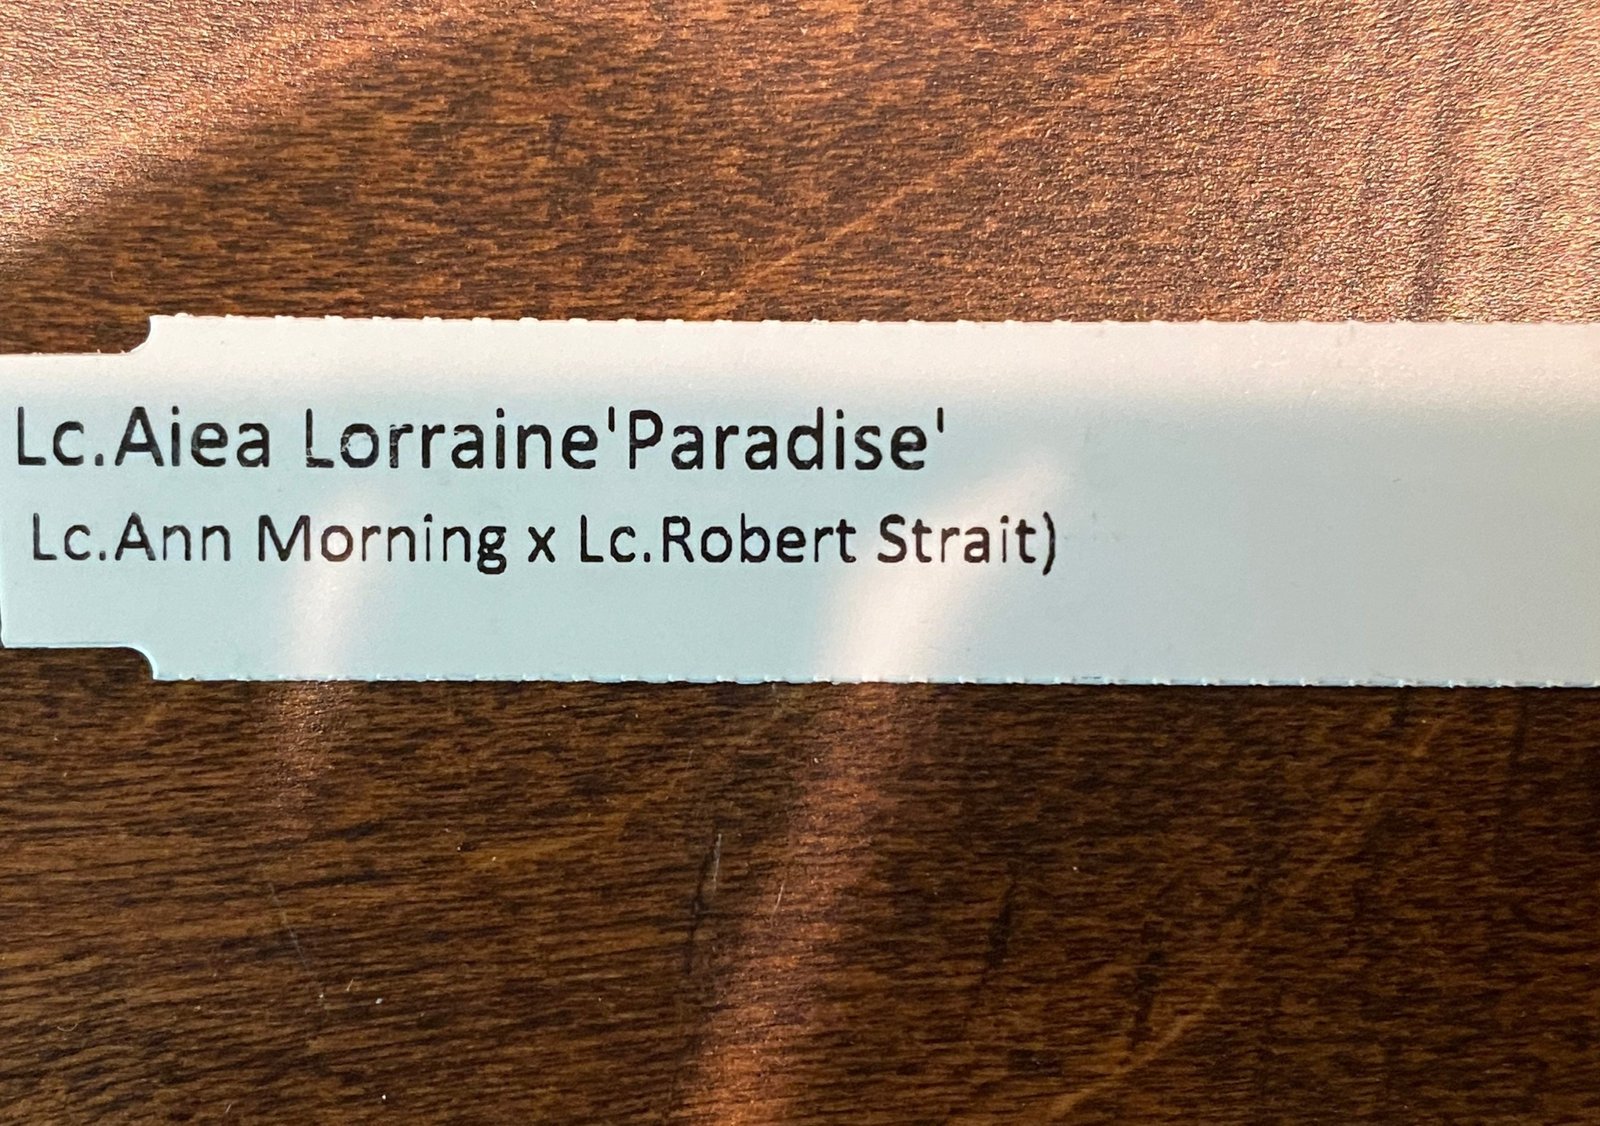 Lc.Aiea Lorraine'Paradise'
Lc.Ann Morning x Lc.Robert Strait)